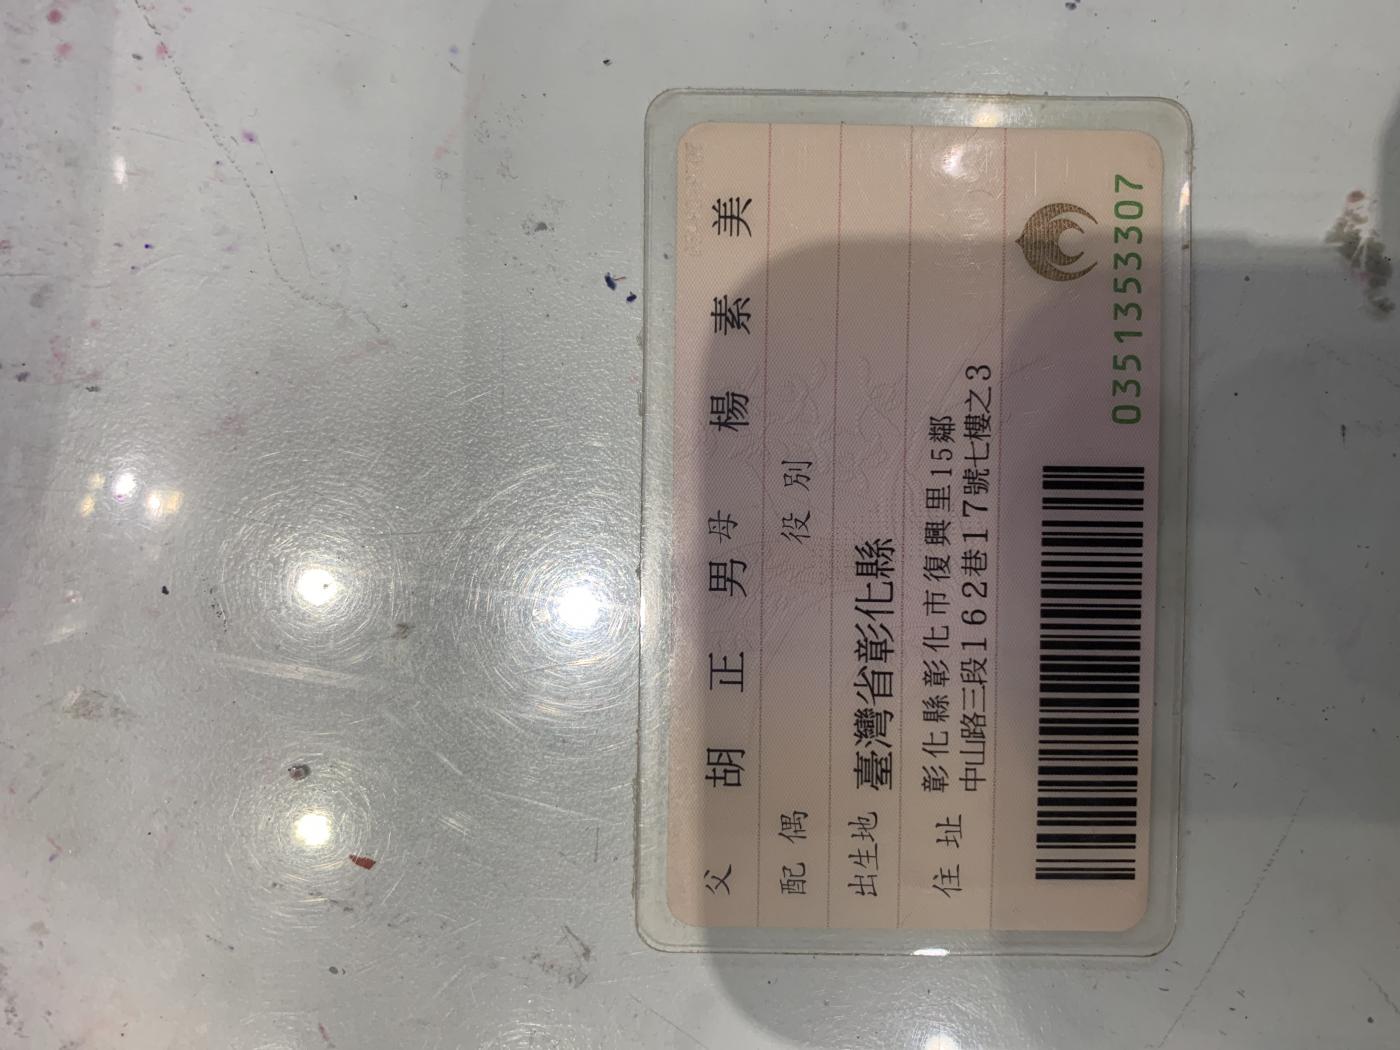 父 胡正男 母 楊素美
配偶 役別
出生地 臺灣省彰化縣
住址 彰化縣彰化市復興里15鄰
中山路三段162巷17號七樓之3
0351353307